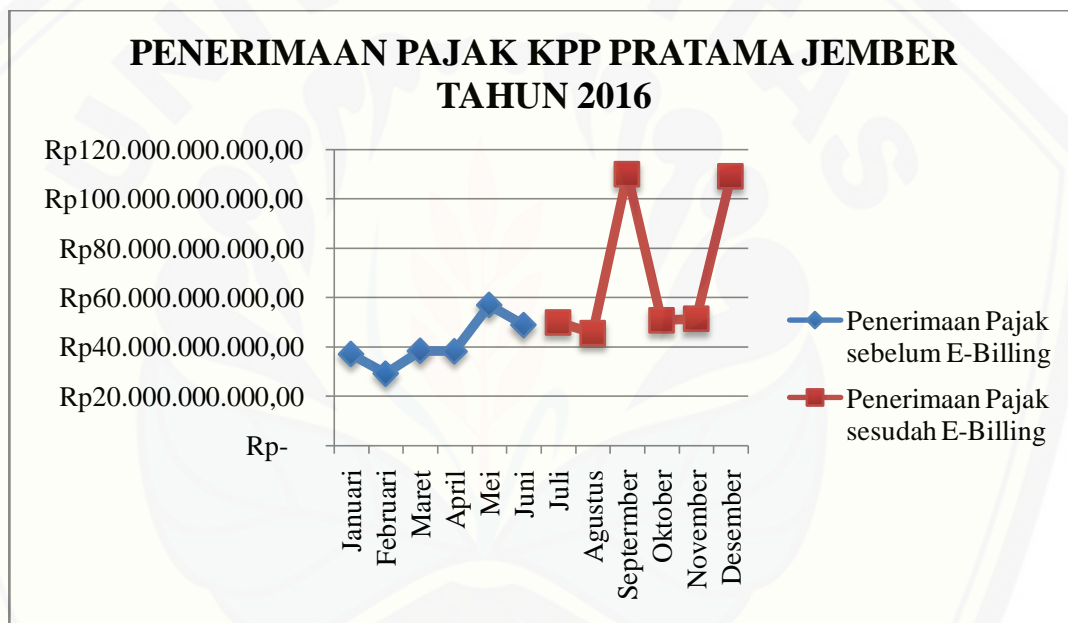 PENERIMAAN PAJAK KPP PRATAMA JEMBER
TAHUN 2016
Rp120.000.000.000,00
Rp100.000.000.000,00
Rp80.000.000.000,00
Rp60.000.000.000,00
Rp40.000.000.000,00
Rp20.000.000.000,00
Rp-
Januari
Februari
Maret
April
Mei
Juni
Juli
Agustus
Septermber
Oktober
November
Desember
Penerimaan Pajak
sebelum E-Billing
Penerimaan Pajak
sesudah E-Billing